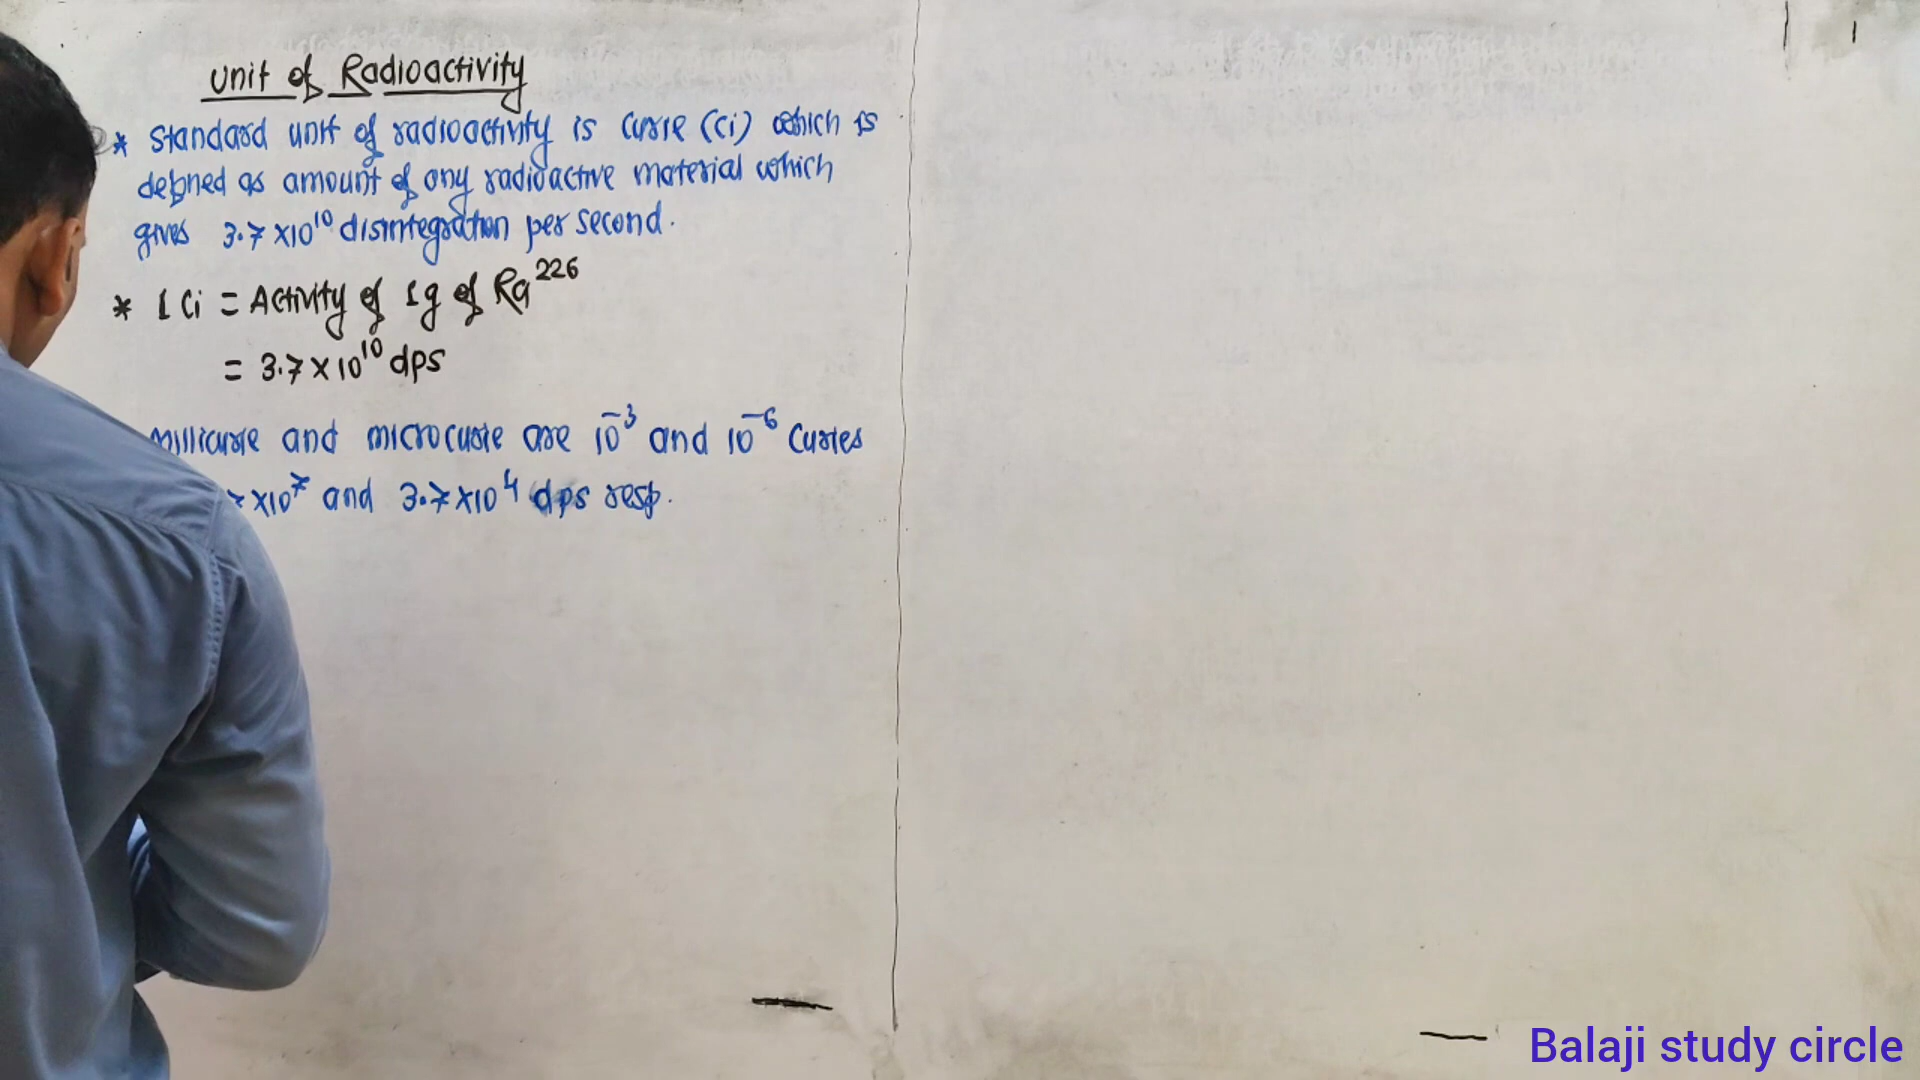 Unit of Radioactivity
* Standard unit of radioactivity is curie (Ci) which is
defined as amount of any radioactive material which
gives 3.7×10¹⁰ disintegration per second.
* 1 Ci = Activity of 1g of Ra²²⁶
= 3.7×10¹⁰ dps
Millicurie and microcurie are 10⁻³ and 10⁻⁶ curies
×10⁷ and 3.7×10⁴ dps resp.
Balaji study circle